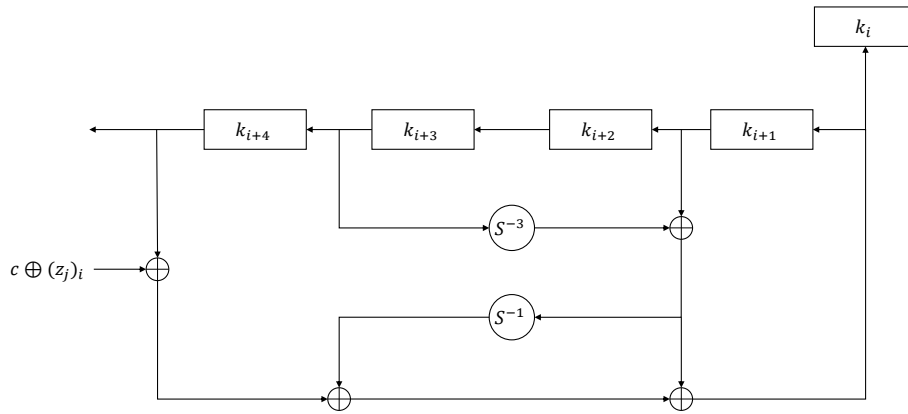 k_i
k_{i+4}
k_{i+3}
k_{i+2}
k_{i+1}
S^{-3}
c ⊕ (z_j)_i
S^{-1}